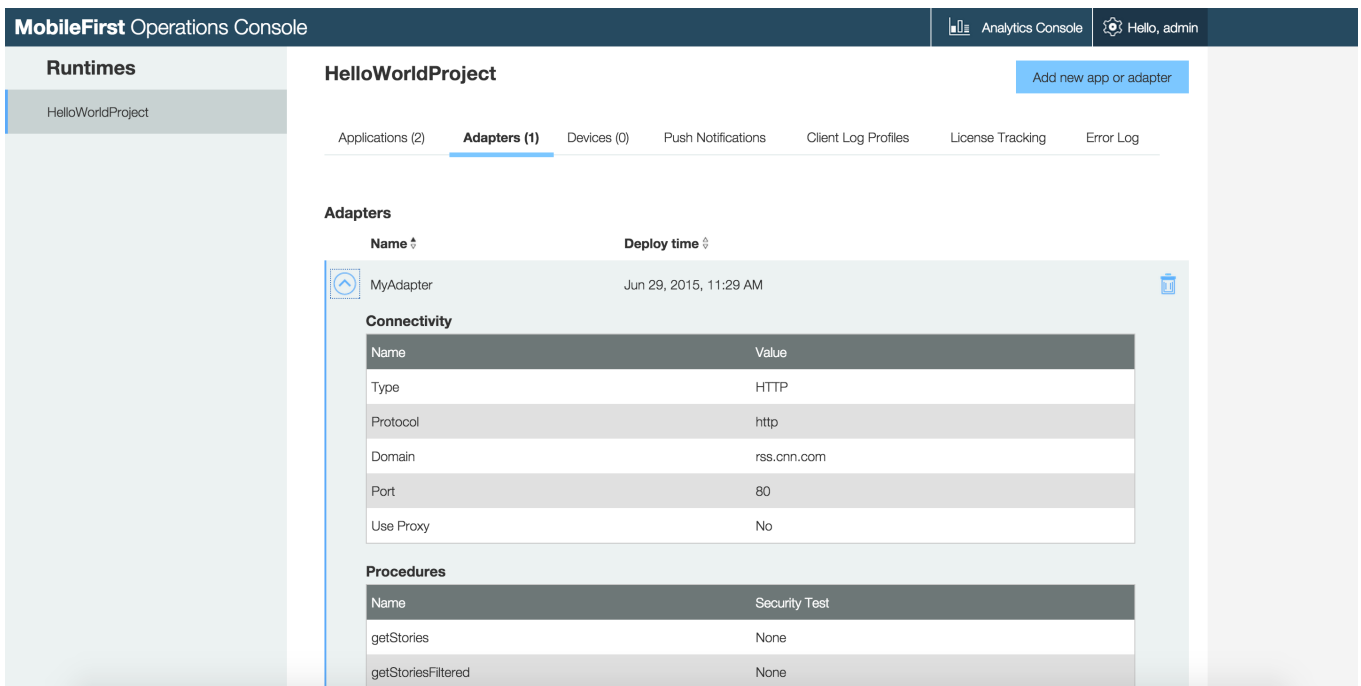 MobileFirst Operations Console Analytics Console Hello, admin
Runtimes
HelloWorldProject
HelloWorldProject Add new app or adapter
Applications (2) Adapters (1) Devices (0) Push Notifications Client Log Profiles License Tracking Error Log
Adapters
Name Deploy time
MyAdapter Jun 29, 2015, 11:29 AM
Connectivity
Name Value
Type HTTP
Protocol http
Domain rss.cnn.com
Port 80
Use Proxy No
Procedures
Name Security Test
getStories None
getStoriesFiltered None